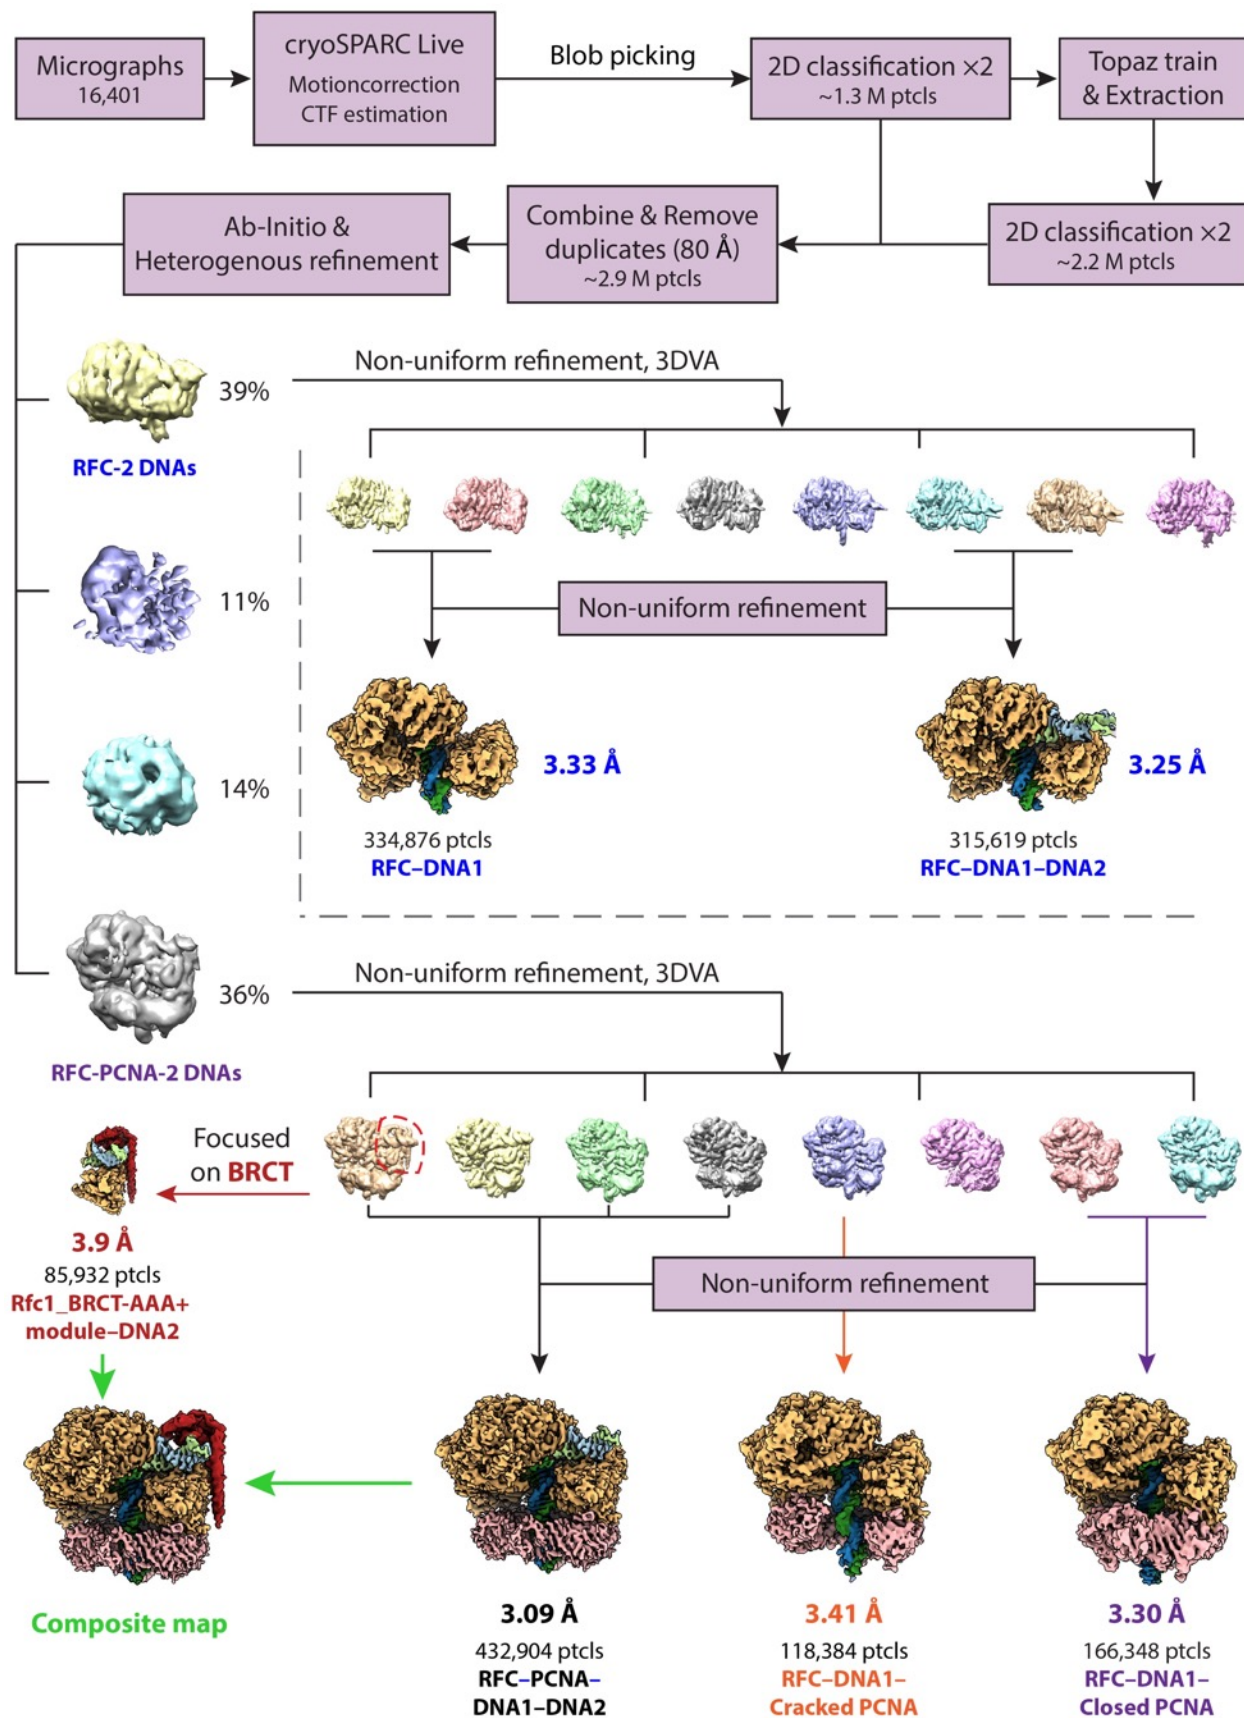 Micrographs
16,401
cryoSPARC Live
Motioncorrection
CTF estimation
Blob picking
2D classification ×2
~1.3 M ptcls
Topaz train
& Extraction
Ab-Initio &
Heterogenous refinement
Combine & Remove
duplicates (80 Å)
~2.9 M ptcls
2D classification ×2
~2.2 M ptcls
39%
RFC-2 DNAs
Non-uniform refinement, 3DVA
11%
Non-uniform refinement
14%
3.33 Å
334,876 ptcls
RFC–DNA1
3.25 Å
315,619 ptcls
RFC–DNA1–DNA2
36%
RFC-PCNA-2 DNAs
Non-uniform refinement, 3DVA
Focused
on BRCT
3.9 Å
85,932 ptcls
Rfc1_BRCT-AAA+
module–DNA2
Non-uniform refinement
Composite map
3.09 Å
432,904 ptcls
RFC–PCNA–
DNA1–DNA2
3.41 Å
118,384 ptcls
RFC–DNA1–
Cracked PCNA
3.30 Å
166,348 ptcls
RFC–DNA1–
Closed PCNA